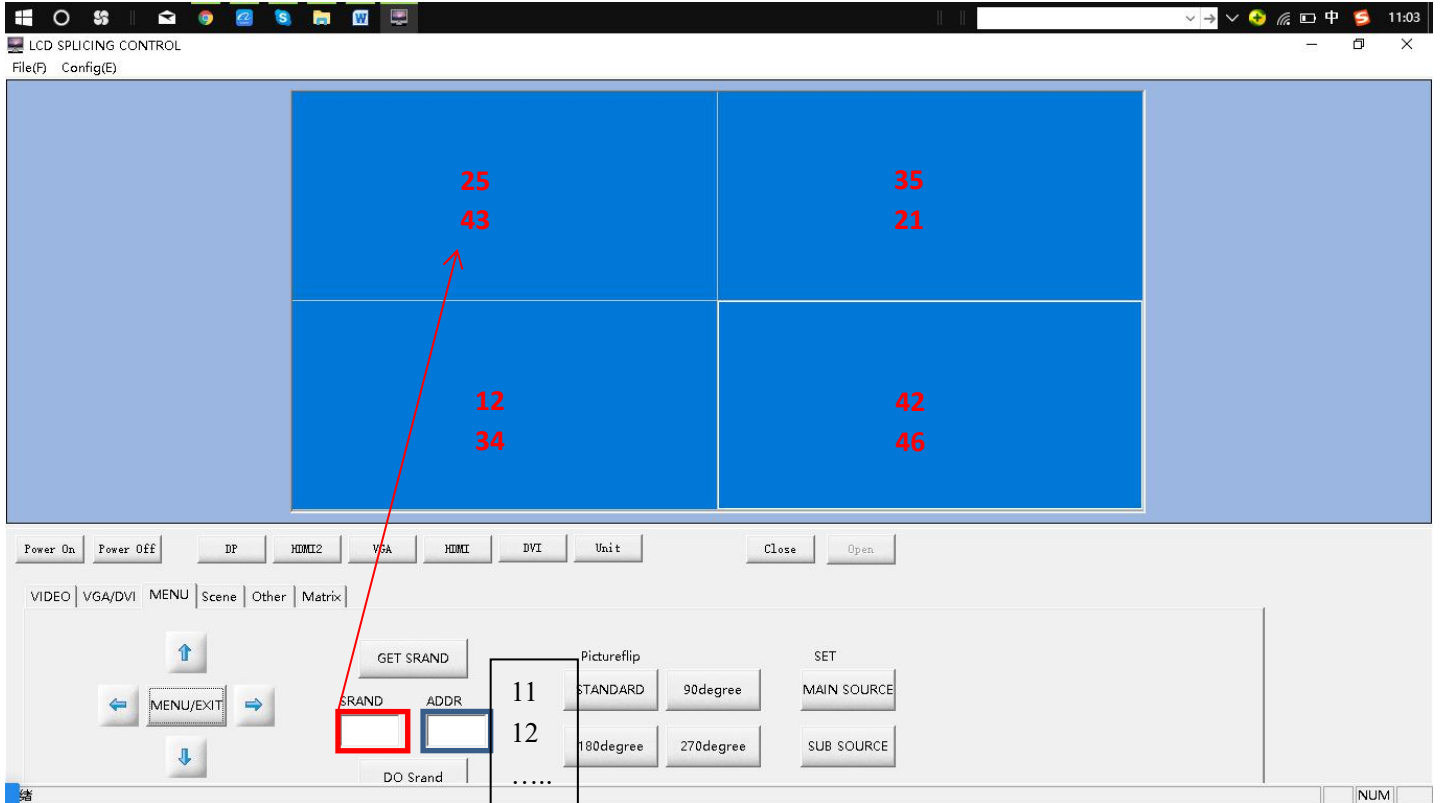 中
11:03
LCD SPLICING CONTROL
File(F) Config(E)
25
43
35
21
12
34
42
46
Power On Power Off DP HDMI2 VGA HDMI DVI Unit Close Open
VIDEO VGA/DVI MENU Scene Other Matrix
GET SRAND
Pictureflip
SET
MENU/EXIT
SRAND ADDR
11
STANDARD 90degree MAIN SOURCE
12
180degree 270degree SUB SOURCE
DO Srand
.....
绪
NUM